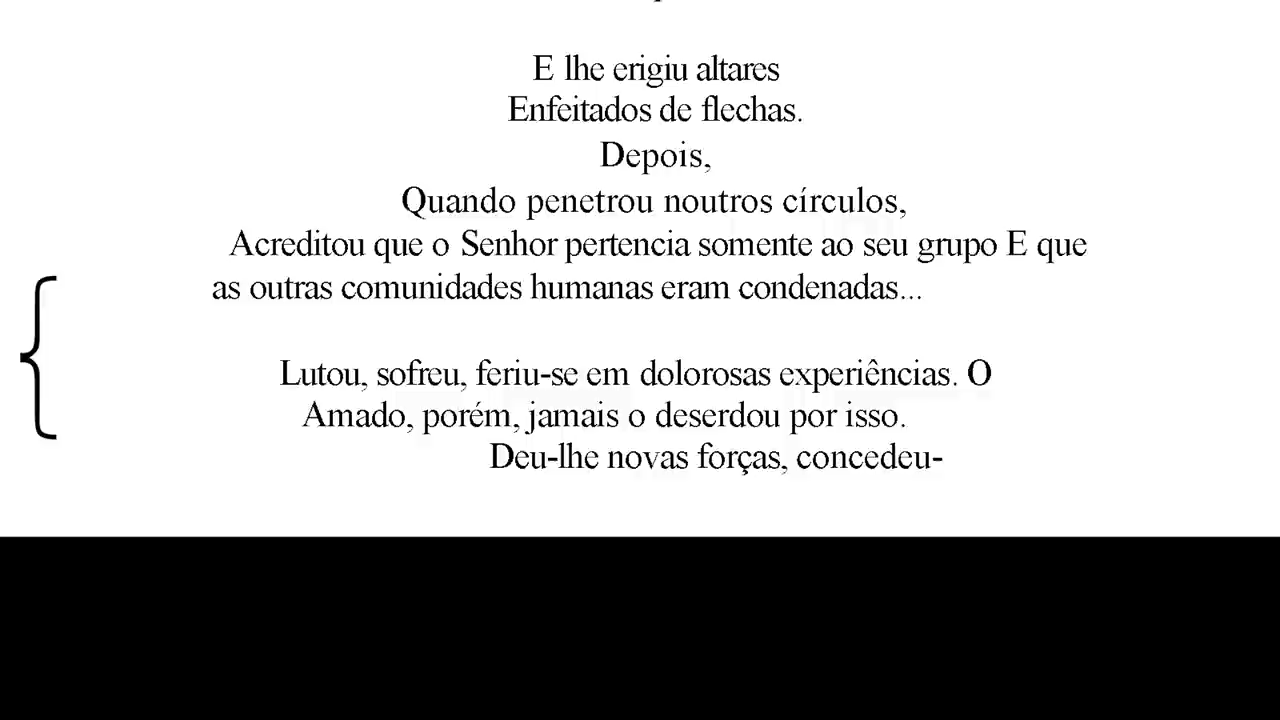 E lhe erigiu altares
Enfeitados de flechas.
Depois,
Quando penetrou noutros círculos,
Acreditou que o Senhor pertencia somente ao seu grupo E que
as outras comunidades humanas eram condenadas...
Lutou, sofreu, feriu-se em dolorosas experiências. O
Amado, porém, jamais o deserdou por isso.
Deu-lhe novas forças, concedeu-